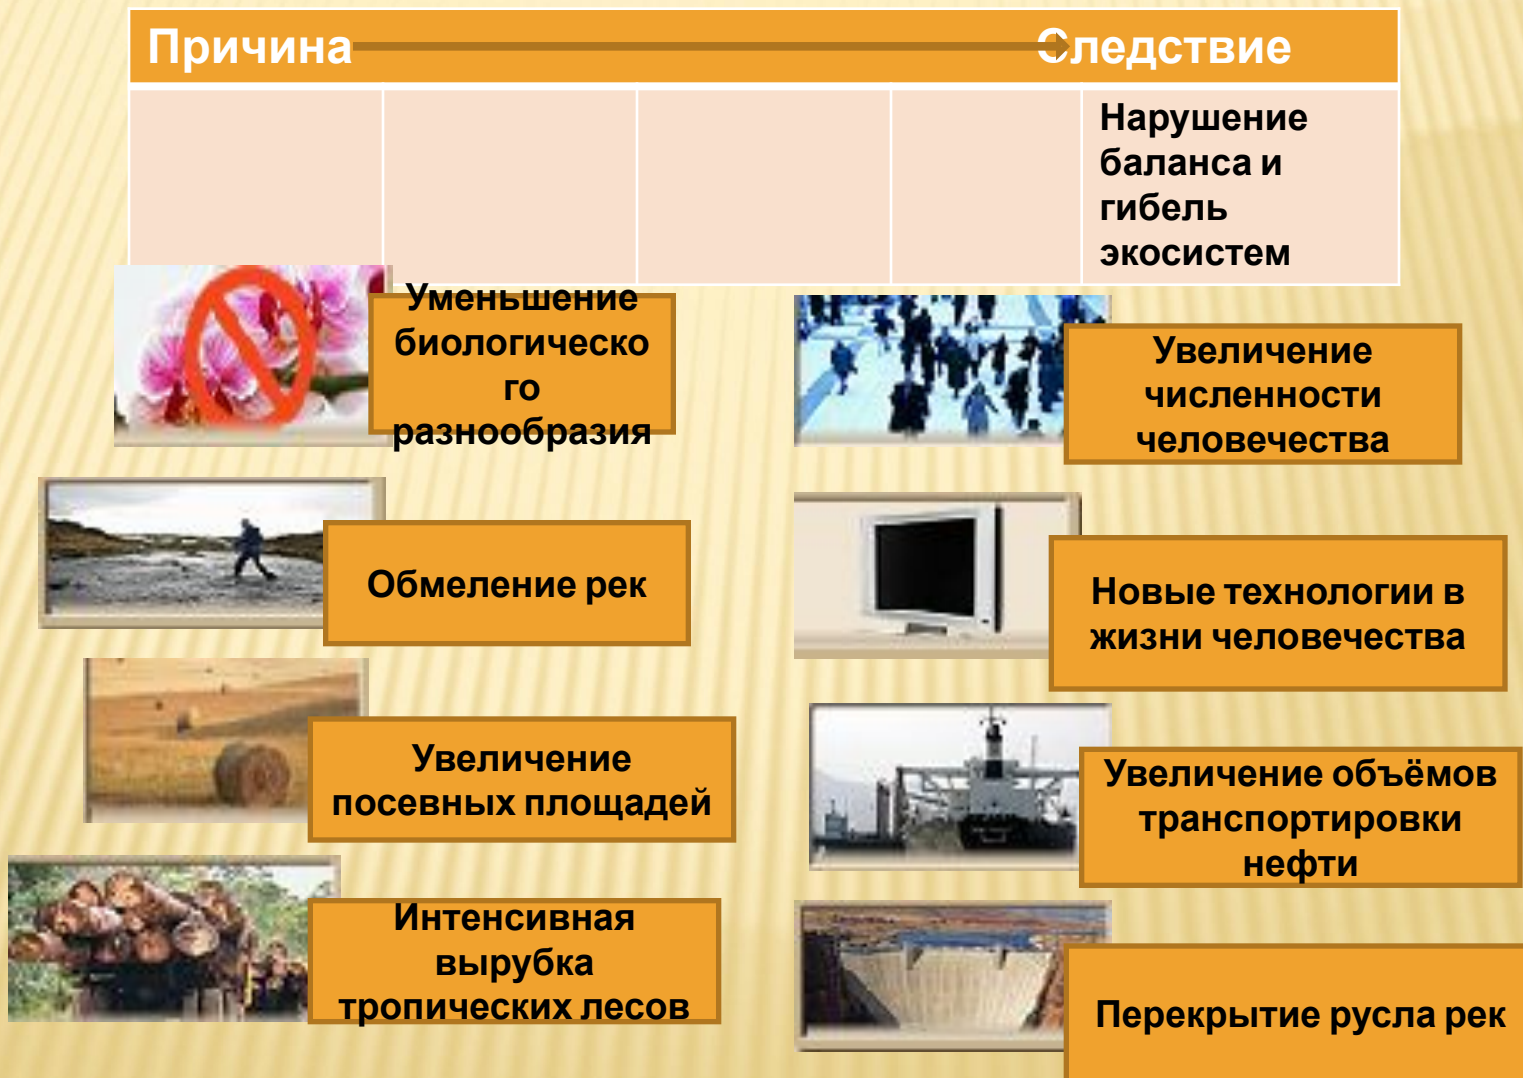 Причина Следствие
Нарушение
баланса и
гибель
экосистем
Уменьшение
биологическо
го
разнообразия
Увеличение
численности
человечества
Обмеление рек
Новые технологии в
жизни человечества
Увеличение
посевных площадей
Увеличение объёмов
транспортировки
нефти
Интенсивная
вырубка
тропических лесов
Перекрытие русла рек